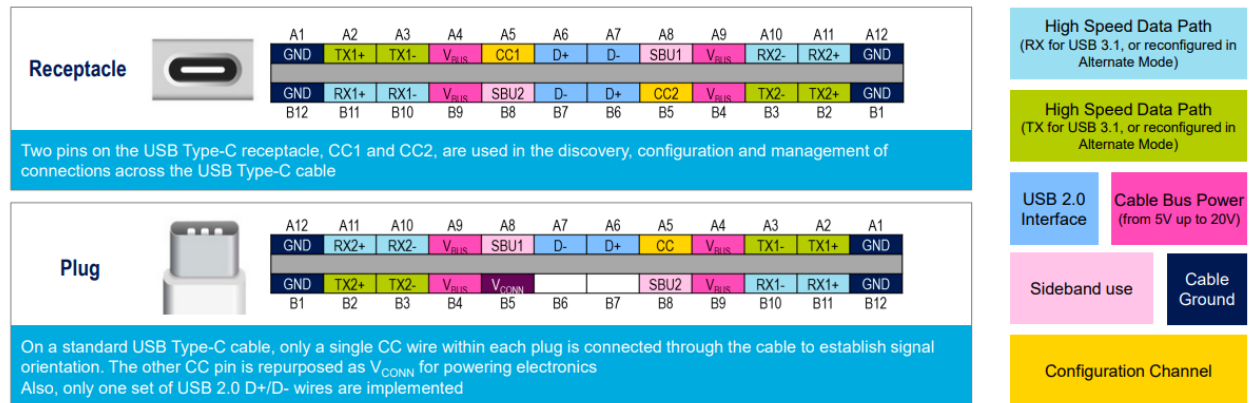 A1 A2 A3 A4 A5 A6 A7 A8 A9 A10 A11 A12
Receptacle
GND TX1+ TX1- VBUS CC1 D+ D- SBU1 VBUS RX2- RX2+ GND
GND RX1+ RX1- VBUS SBU2 D- D+ CC2 VBUS TX2- TX2+ GND
B12 B11 B10 B9 B8 B7 B6 B5 B4 B3 B2 B1
Two pins on the USB Type-C receptacle, CC1 and CC2, are used in the discovery, configuration and management of
connections across the USB Type-C cable
A12 A11 A10 A9 A8 A7 A6 A5 A4 A3 A2 A1
Plug
GND RX2+ RX2- VBUS SBU1 D- D+ CC VBUS TX1- TX1+ GND
GND TX2+ TX2- VBUS VCONN SBU2 VBUS RX1- RX1+ GND
B1 B2 B3 B4 B5 B6 B7 B8 B9 B10 B11 B12
On a standard USB Type-C cable, only a single CC wire within each plug is connected through the cable to establish signal
orientation. The other CC pin is repurposed as VCONN for powering electronics
Also, only one set of USB 2.0 D+/D- wires are implemented
High Speed Data Path
(RX for USB 3.1, or reconfigured in
Alternate Mode)
High Speed Data Path
(TX for USB 3.1, or reconfigured in
Alternate Mode)
USB 2.0
Interface
Cable Bus Power
(from 5V up to 20V)
Sideband use
Cable
Ground
Configuration Channel